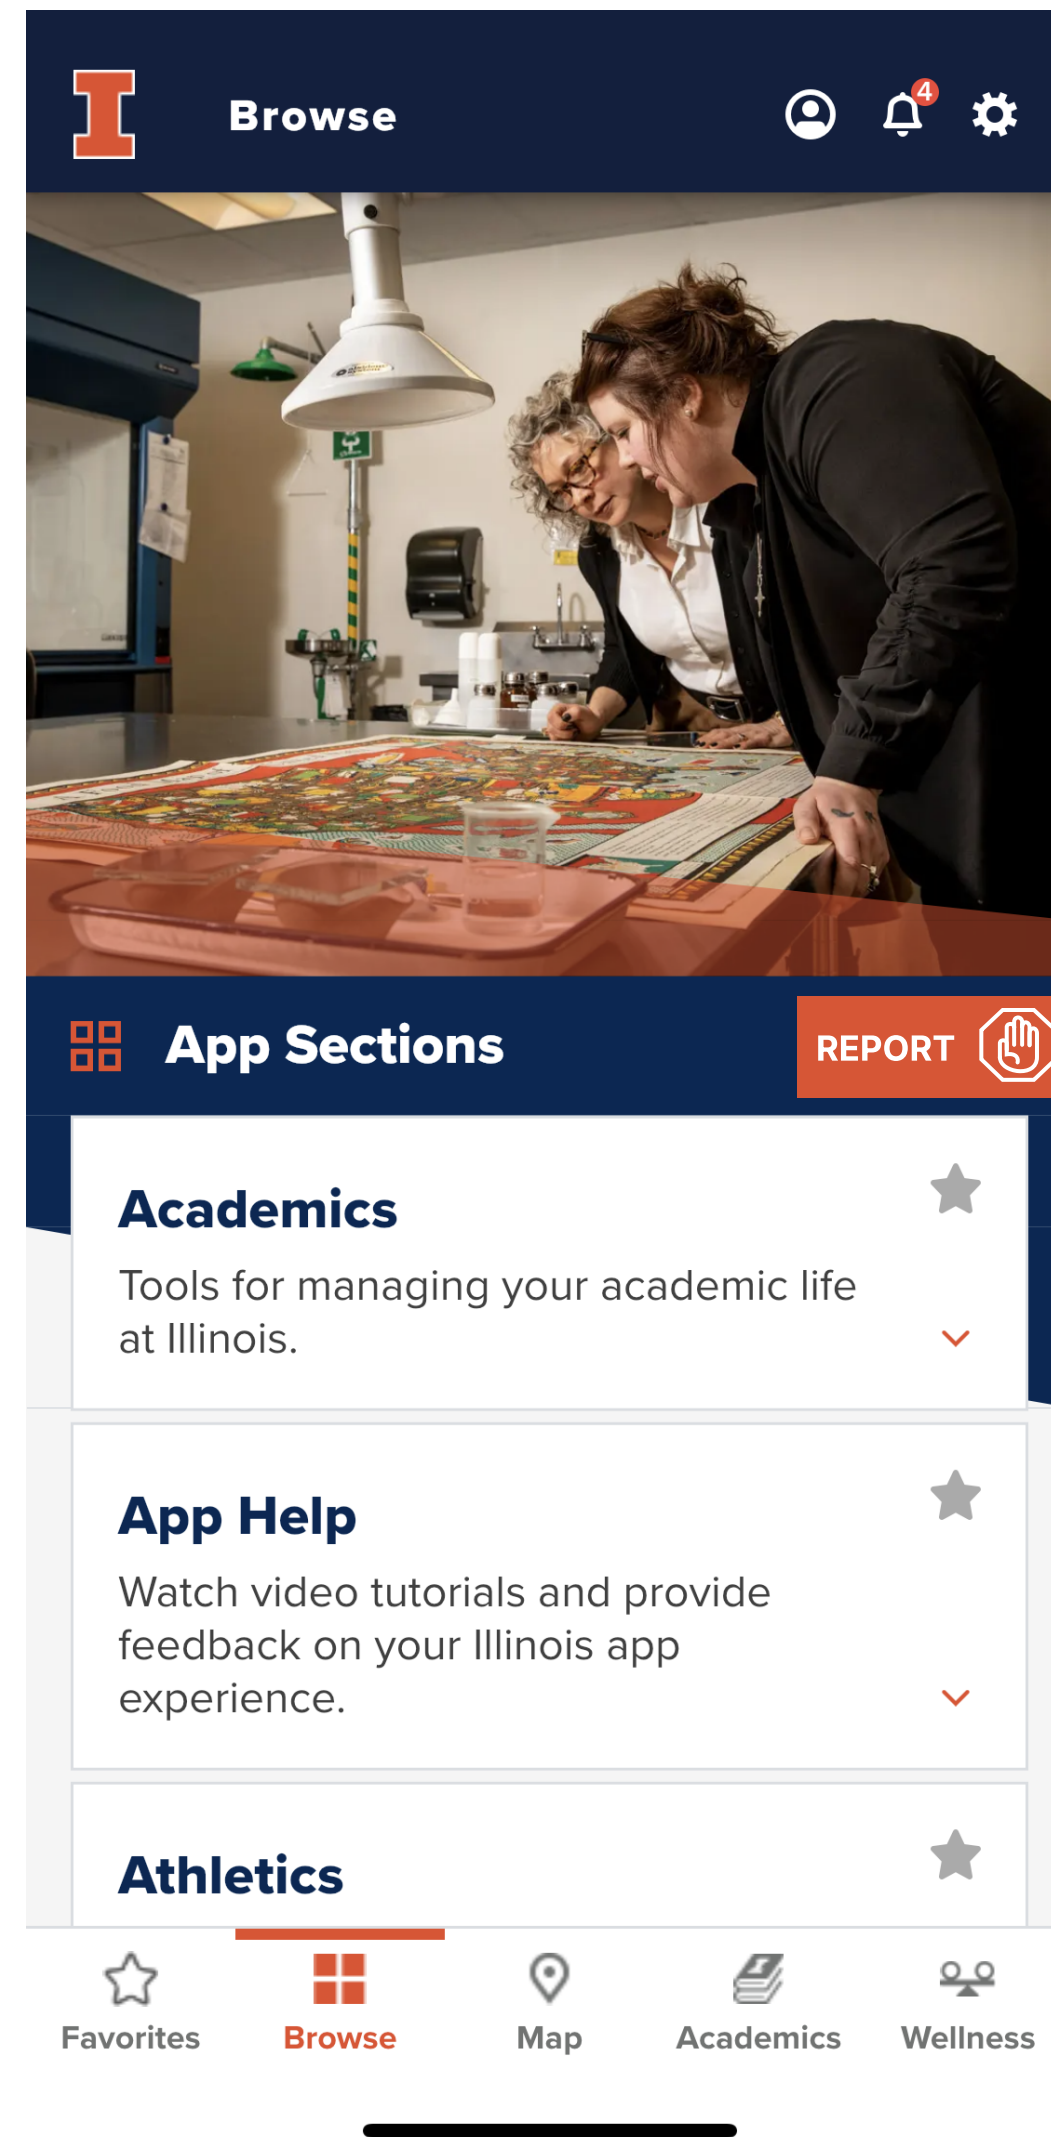 Browse
4
App Sections
REPORT
Academics
Tools for managing your academic life
at Illinois.
App Help
Watch video tutorials and provide
feedback on your Illinois app
experience.
Athletics
Favorites
Browse
Map
Academics
Wellness